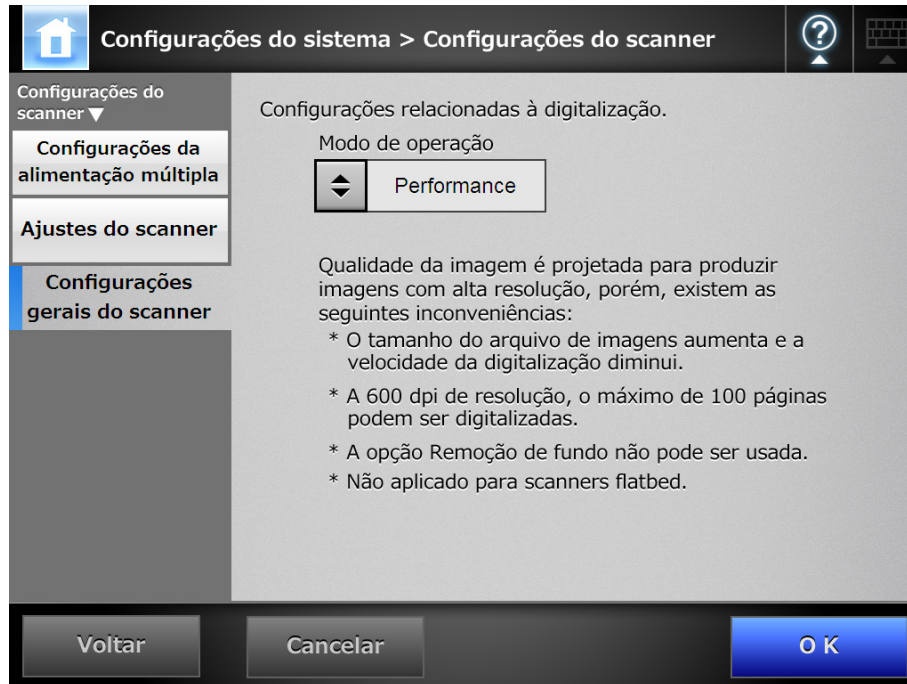 Configurações do sistema > Configurações do scanner
?
Configurações do
scanner ▼
Configurações da
alimentação múltipla
Ajustes do scanner
Configurações
gerais do scanner
Configurações relacionadas à digitalização.
Modo de operação
Performance
Qualidade da imagem é projetada para produzir
imagens com alta resolução, porém, existem as
seguintes inconveniências:
* O tamanho do arquivo de imagens aumenta e a
velocidade da digitalização diminui.
* A 600 dpi de resolução, o máximo de 100 páginas
podem ser digitalizadas.
* A opção Remoção de fundo não pode ser usada.
* Não aplicado para scanners flatbed.
Voltar
Cancelar
O K